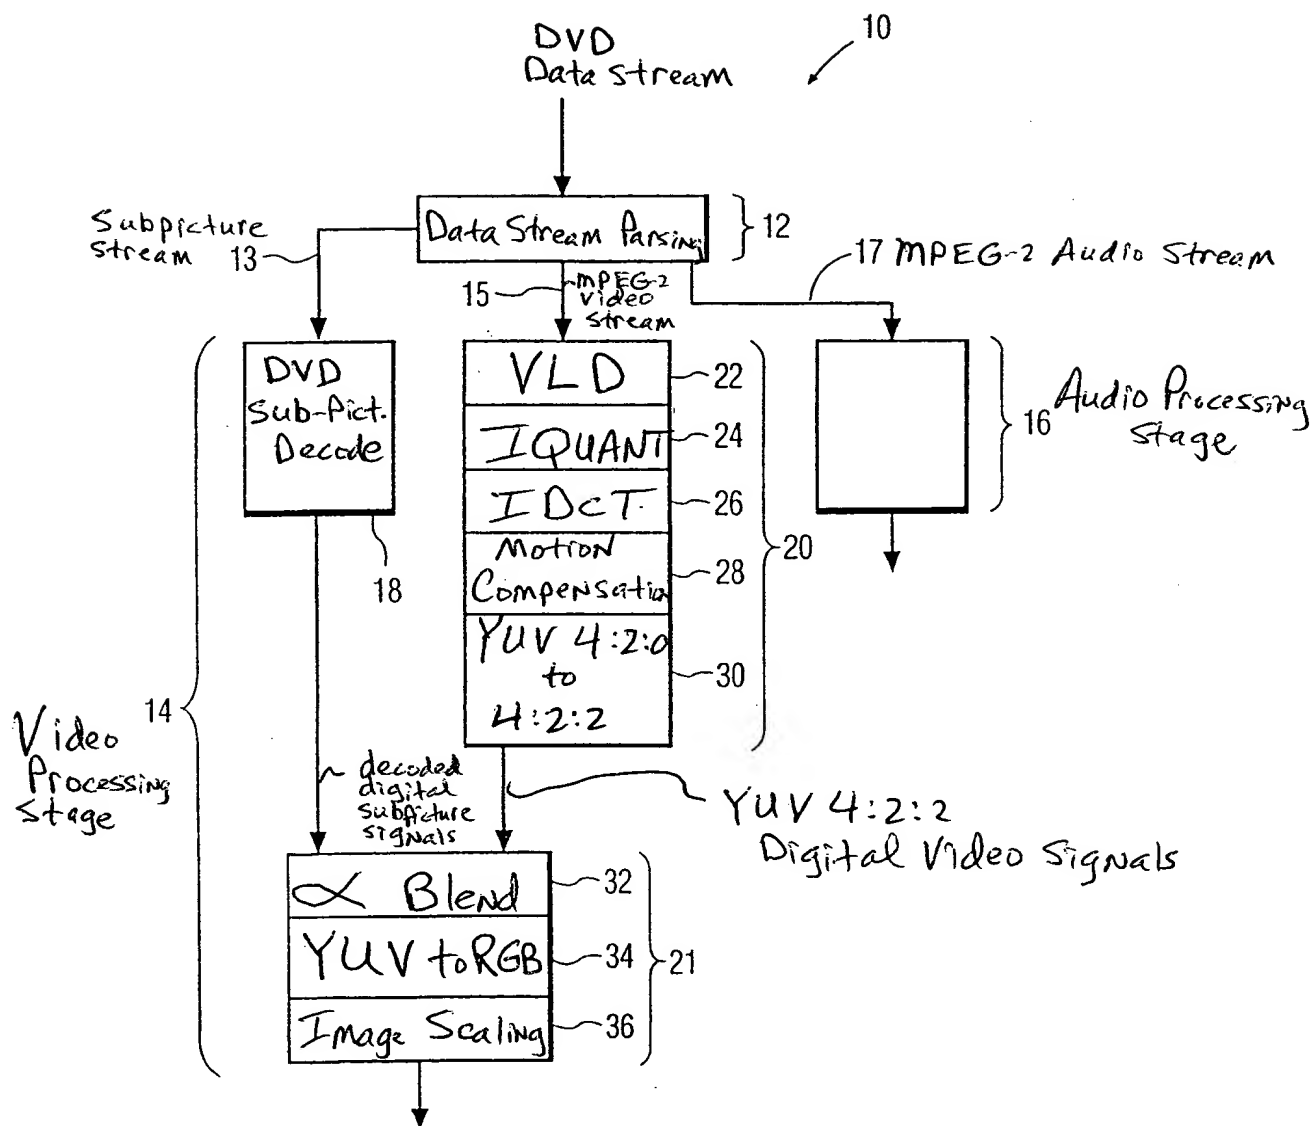 DVD
Data Stream
10
Data Stream Parsing
12
Subpicture
stream 13
15
MPEG-2
video
stream
17 MPEG-2 Audio Stream
DVD
Sub-Pict.
Decode
18
VLD
22
IQUANT
24
IDCT
26
Motion
Compensation
28
YUV 4:2:0
to
4:2:2
30
20
16
Audio Processing
Stage
14
Video
Processing
Stage
decoded
digital
subpicture
signals
YUV 4:2:2
Digital Video Signals
∝ Blend
32
YUV to RGB
34
21
Image Scaling
36